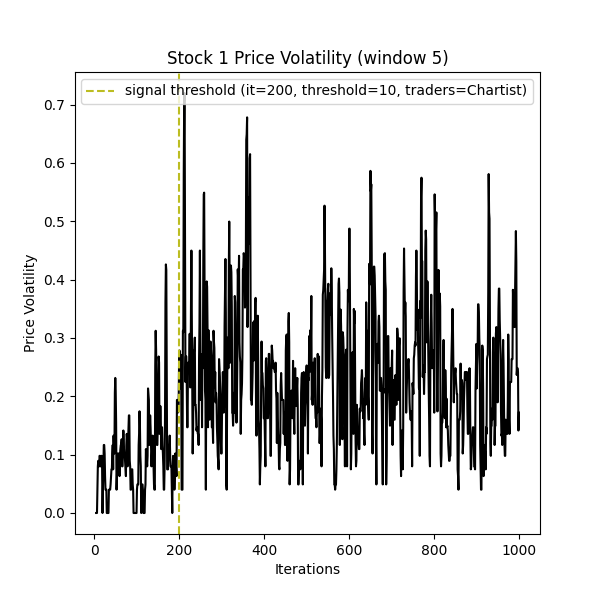 Stock 1 Price Volatility (window 5)
signal threshold (it=200, threshold=10, traders=Chartist)
0.7
0.6
0.5
0.4
0.3
0.2
0.1
0.0
Price Volatility
0 200 400 600 800 1000
Iterations